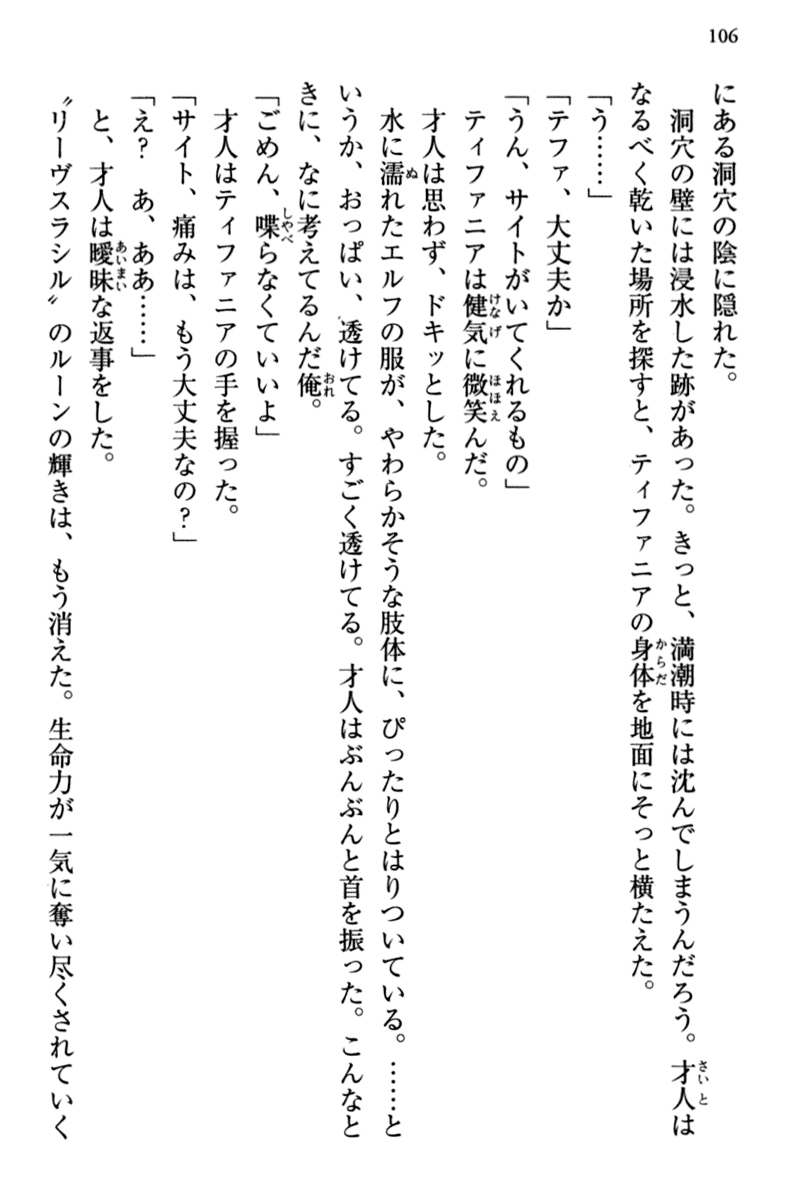 106
にある洞穴の陰に隠れた。
洞穴の壁には浸水した跡があった。きっと、満潮時には沈んでしまうんだろう。才人は
なるべく乾いた場所を探すと、ティファニアの身体を地面にそっと横たえた。
「う……」
「テファ、大丈夫か」
「うん、サイトがいてくれるもの」
ティファニアは健気に微笑んだ。
才人は思わず、ドキッとした。
水に濡れたエルフの服が、やわらかそうな肢体に、ぴったりとはりついている。……と
いうか、おっぱい、透けてる。すごく透けてる。才人はぶんぶんと首を振った。こんなと
きに、なに考えてるんだ俺。
「ごめん、喋らなくていいよ」
才人はティファニアの手を握った。
「サイト、痛みは、もう大丈夫なの?」
「え? あ、ああ……」
と、才人は曖昧な返事をした。
〝リーヴスラシル〟のルーンの輝きは、もう消えた。生命力が一気に奪い尽くされていく